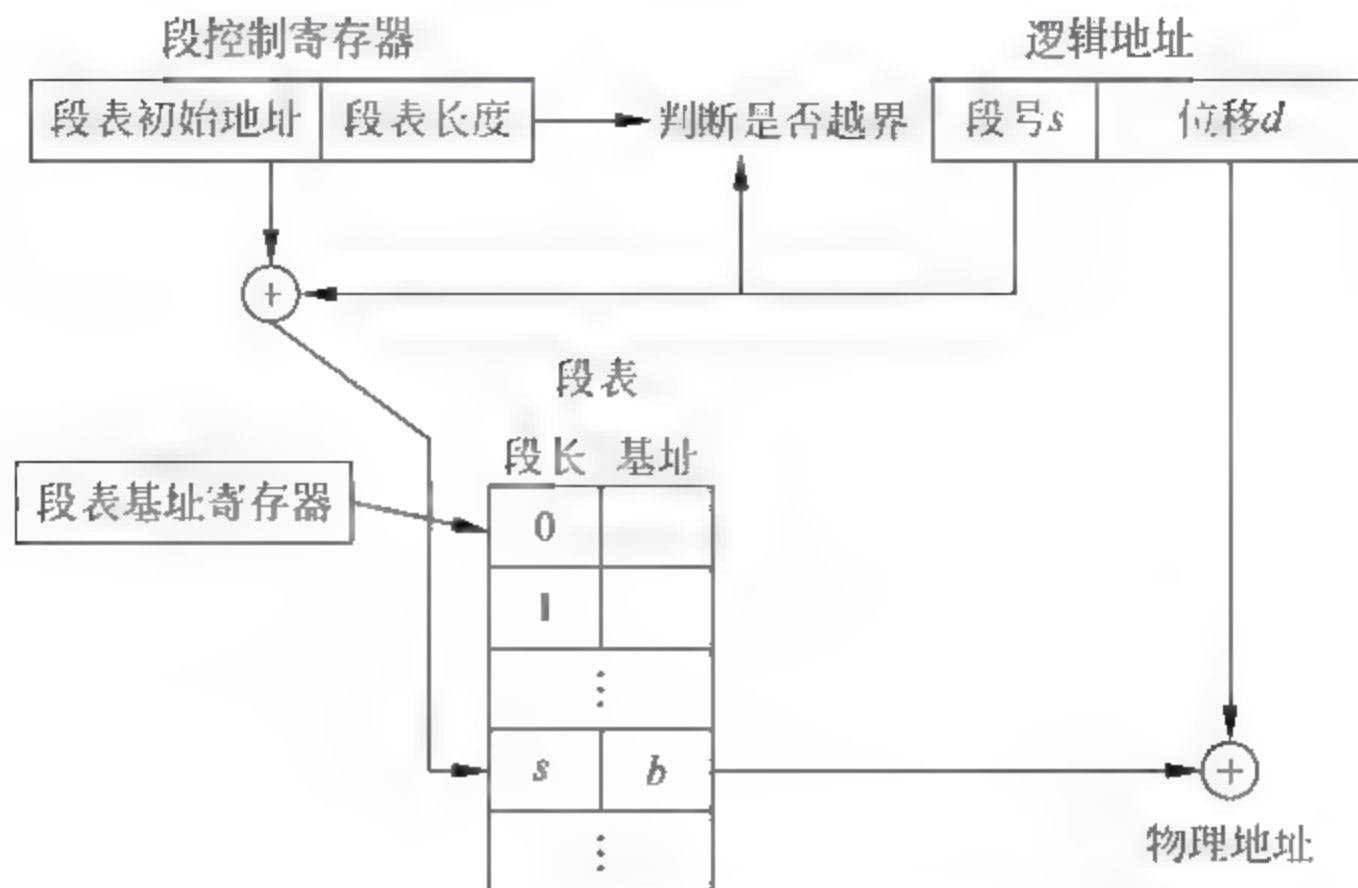 段控制寄存器 逻辑地址
段表初始地址 段表长度 判断是否越界 段号s 位移d
+
段表
段长 基址
段表基址寄存器
0
1
⋮
s b +
⋮
物理地址